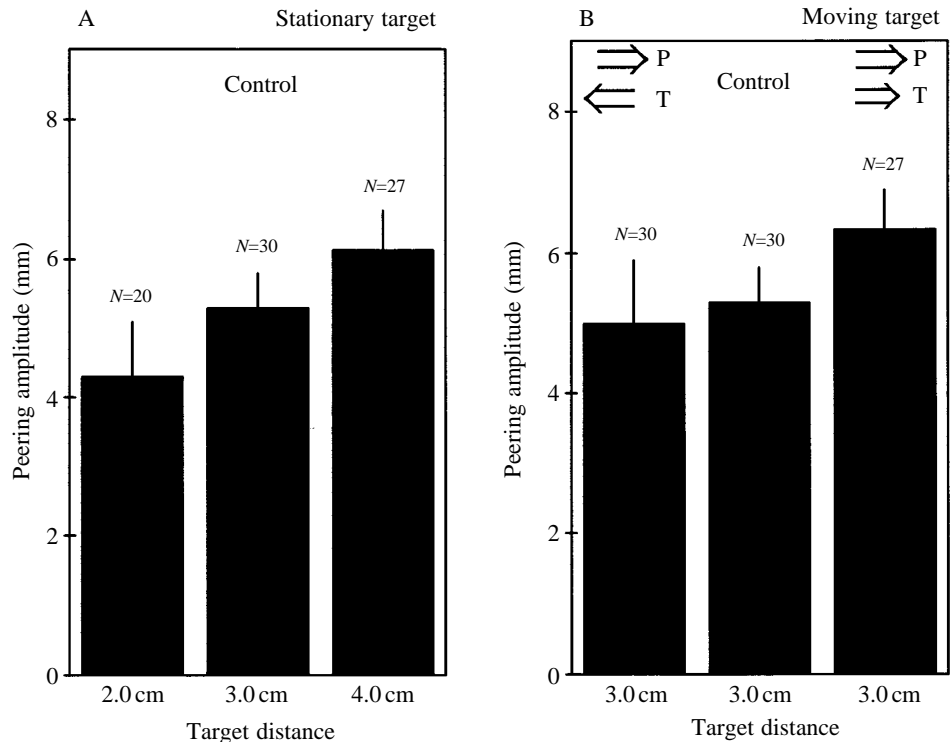 A Stationary target
Control
8
6
4
2
0
Peering amplitude (mm)
N=20
N=30
N=27
2.0 cm 3.0 cm 4.0 cm
Target distance
B Moving target
P P
T T
Control
8
6
4
2
0
Peering amplitude (mm)
N=30
N=30
N=27
3.0 cm 3.0 cm 3.0 cm
Target distance